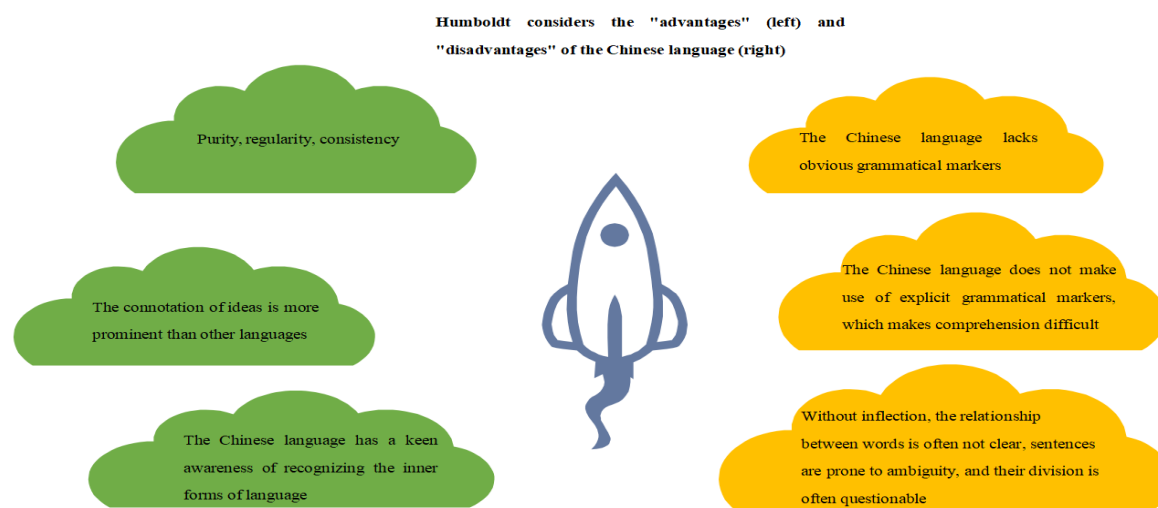 Humboldt considers the "advantages" (left) and
"disadvantages" of the Chinese language (right)
Purity, regularity, consistency
The connotation of ideas is more
prominent than other languages
The Chinese language has a keen
awareness of recognizing the inner
forms of language
The Chinese language lacks
obvious grammatical markers
The Chinese language does not make
use of explicit grammatical markers,
which makes comprehension difficult
Without inflection, the relationship
between words is often not clear, sentences
are prone to ambiguity, and their division is
often questionable